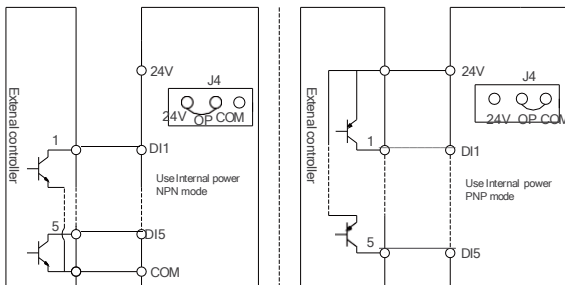 24V
J4
24V OP COM
Extenal controller
1
DI1
Use Internal power
NPN mode
5
DI5
COM
24V
J4
24V OP COM
Extenal controller
1
DI1
Use Internal power
PNP mode
5
DI5